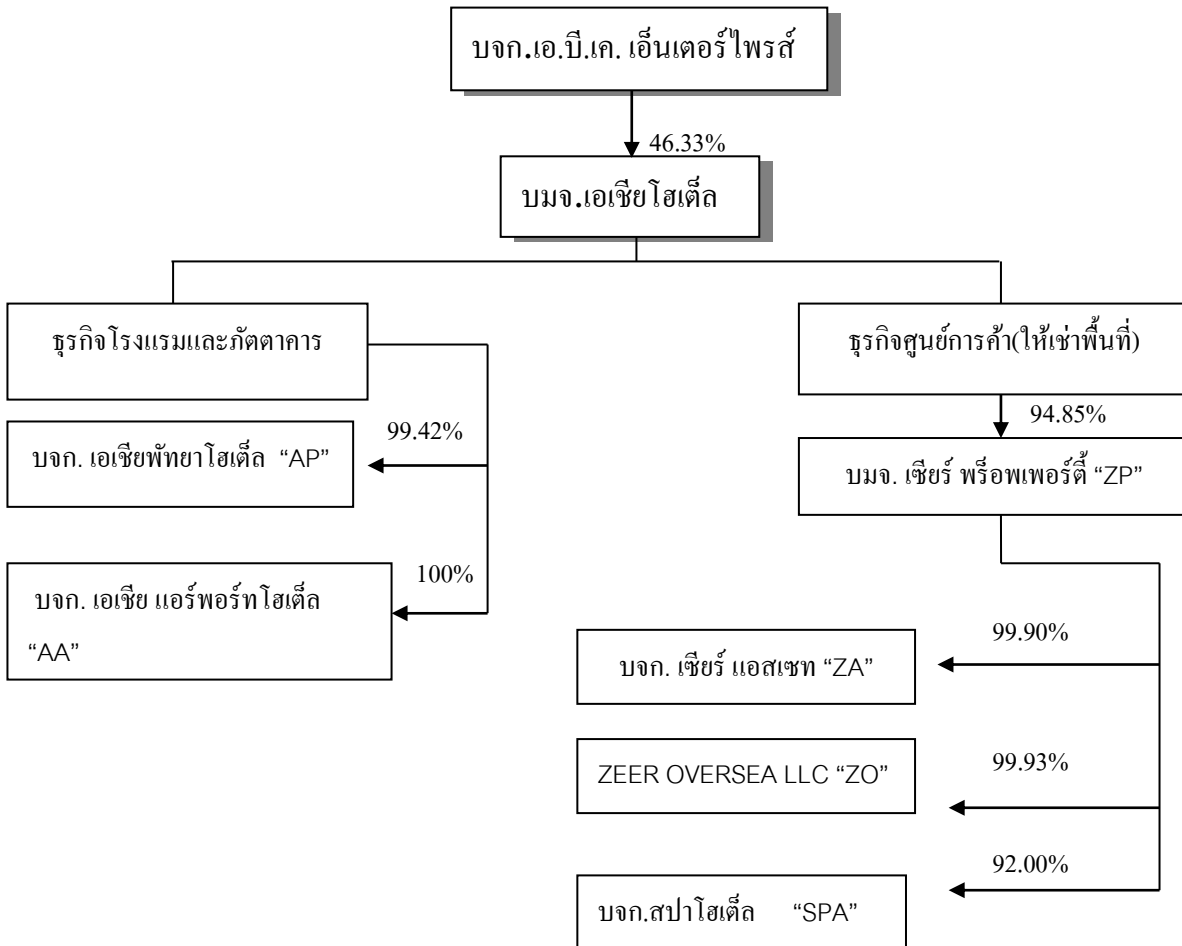 บจก.เอ.บี.เค. เอ็นเตอร์ไพรส์
46.33%
บมจ.เอเชียโฮเต็ล
ธุรกิจโรงแรมและภัตตาคาร
ธุรกิจศูนย์การค้า(ให้เช่าพื้นที่)
99.42%
94.85%
บจก. เอเชียพัทยาโฮเต็ล “AP”
บมจ. เซียร์ พร็อพเพอร์ตี้ “ZP”
100%
บจก. เอเชีย แอร์พอร์ทโฮเต็ล
“AA”
99.90%
บจก. เซียร์ แอสเซท “ZA”
99.93%
ZEER OVERSEA LLC “ZO”
92.00%
บจก.สปาโฮเต็ล “SPA”